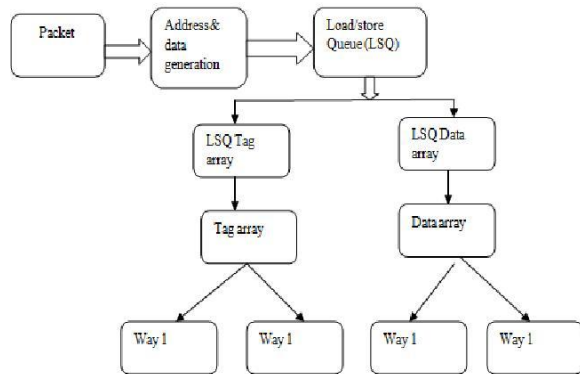 Packet
Address&
data
generation
Load/store
Queue(LSQ)
LSQ Tag
array
LSQ Data
array
Tag array
Data array
Way 1
Way 1
Way 1
Way 1